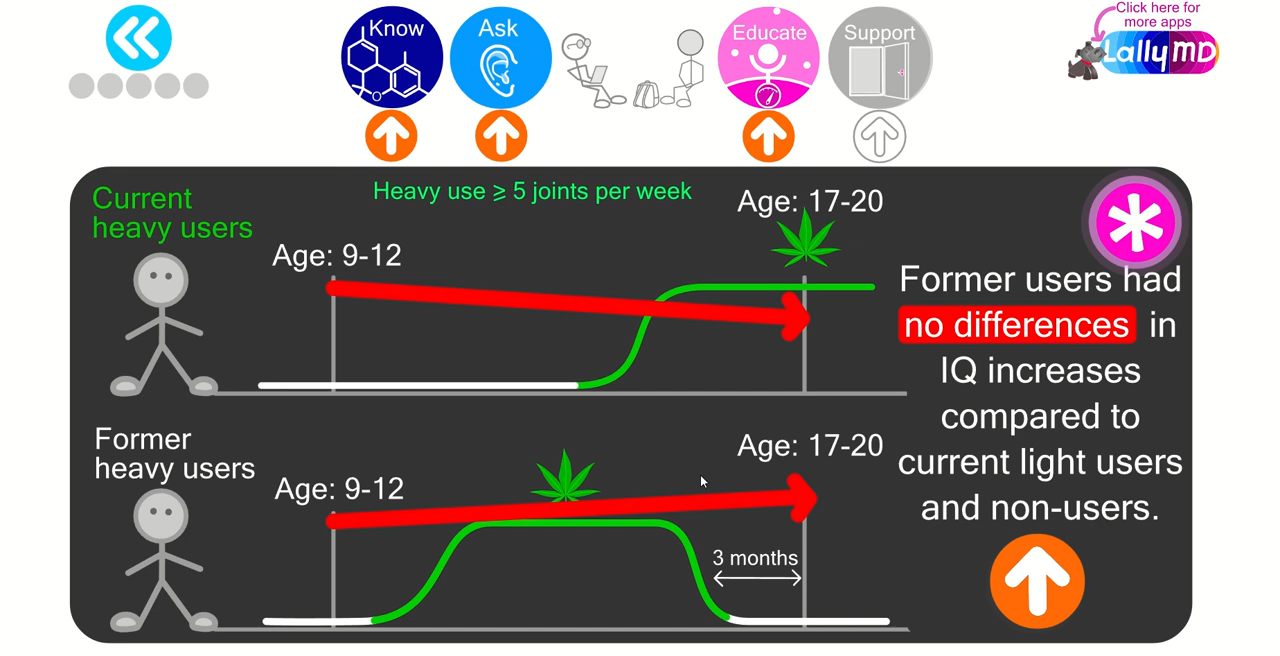 Click here for
more apps
Know
Ask
Educate
Support
LallyMD
O
Current
heavy users
Heavy use ≥ 5 joints per week
Age: 17-20
Age: 9-12
Former users had
no differences in
IQ increases
compared to
current light users
and non-users.
Former
heavy users
Age: 17-20
Age: 9-12
3 months